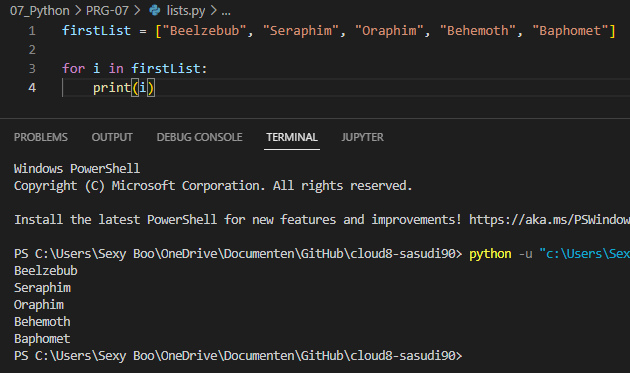 07_Python > PRG-07 > lists.py > ...
1 firstList = ["Beelzebub", "Seraphim", "Oraphim", "Behemoth", "Baphomet"]
2
3 for i in firstList:
4     print(i)
PROBLEMS OUTPUT DEBUG CONSOLE TERMINAL JUPYTER
Windows PowerShell
Copyright (C) Microsoft Corporation. All rights reserved.
Install the latest PowerShell for new features and improvements! https://aka.ms/PSWindow
PS C:\Users\Sexy Boo\OneDrive\Documenten\GitHub\cloud8-sasudi90> python -u "c:\Users\Sex
Beelzebub
Seraphim
Oraphim
Behemoth
Baphomet
PS C:\Users\Sexy Boo\OneDrive\Documenten\GitHub\cloud8-sasudi90>